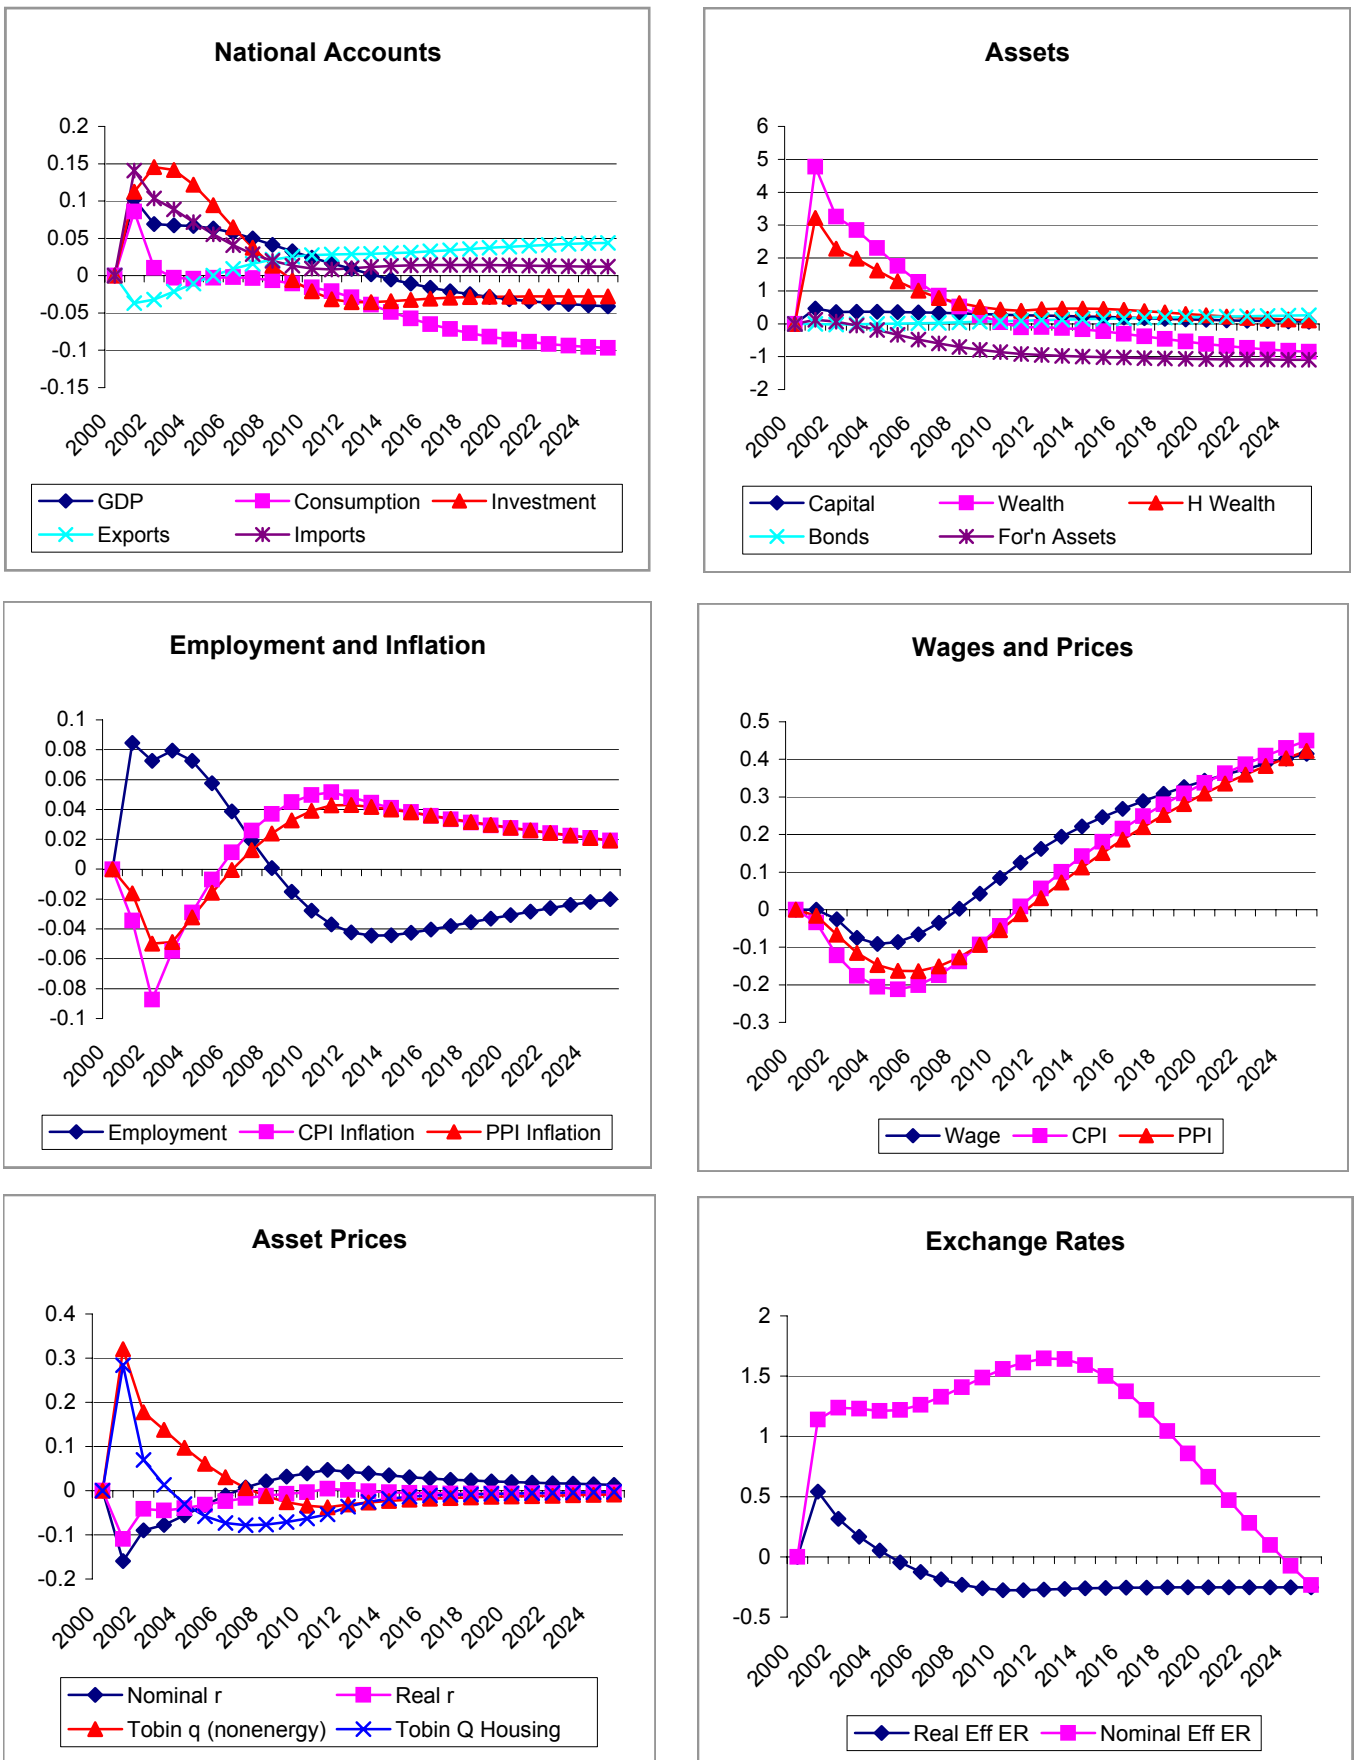 National Accounts
0.2
0.15
0.1
0.05
0
-0.05
-0.1
-0.15
2000 2002 2004 2006 2008 2010 2012 2014 2016 2018 2020 2022 2024
GDP Consumption Investment
Exports Imports
Assets
6
5
4
3
2
1
0
-1
-2
2000 2002 2004 2006 2008 2010 2012 2014 2016 2018 2020 2022 2024
Capital Wealth H Wealth
Bonds For'n Assets
Employment and Inflation
0.1
0.08
0.06
0.04
0.02
0
-0.02
-0.04
-0.06
-0.08
-0.1
2000 2002 2004 2006 2008 2010 2012 2014 2016 2018 2020 2022 2024
Employment CPI Inflation PPI Inflation
Wages and Prices
0.5
0.4
0.3
0.2
0.1
0
-0.1
-0.2
-0.3
2000 2002 2004 2006 2008 2010 2012 2014 2016 2018 2020 2022 2024
Wage CPI PPI
Asset Prices
0.4
0.3
0.2
0.1
0
-0.1
-0.2
2000 2002 2004 2006 2008 2010 2012 2014 2016 2018 2020 2022 2024
Nominal r Real r
Tobin q (nonenergy) Tobin Q Housing
Exchange Rates
2
1.5
1
0.5
0
-0.5
2000 2002 2004 2006 2008 2010 2012 2014 2016 2018 2020 2022 2024
Real Eff ER Nominal Eff ER